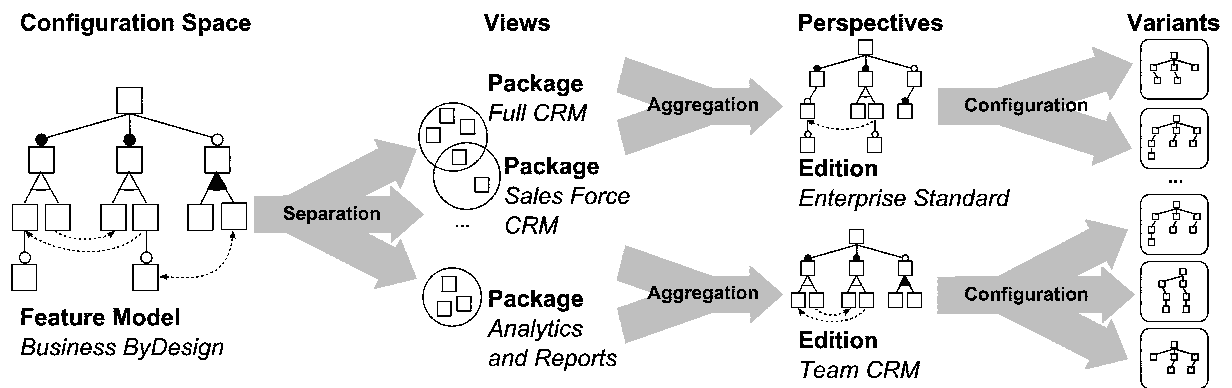 Configuration Space
Views
Perspectives
Variants
Package
Full CRM
Package
Sales Force
CRM
...
Package
Analytics
and Reports
Feature Model
Business ByDesign
Separation
Aggregation
Aggregation
Edition
Enterprise Standard
Edition
Team CRM
Configuration
Configuration
...